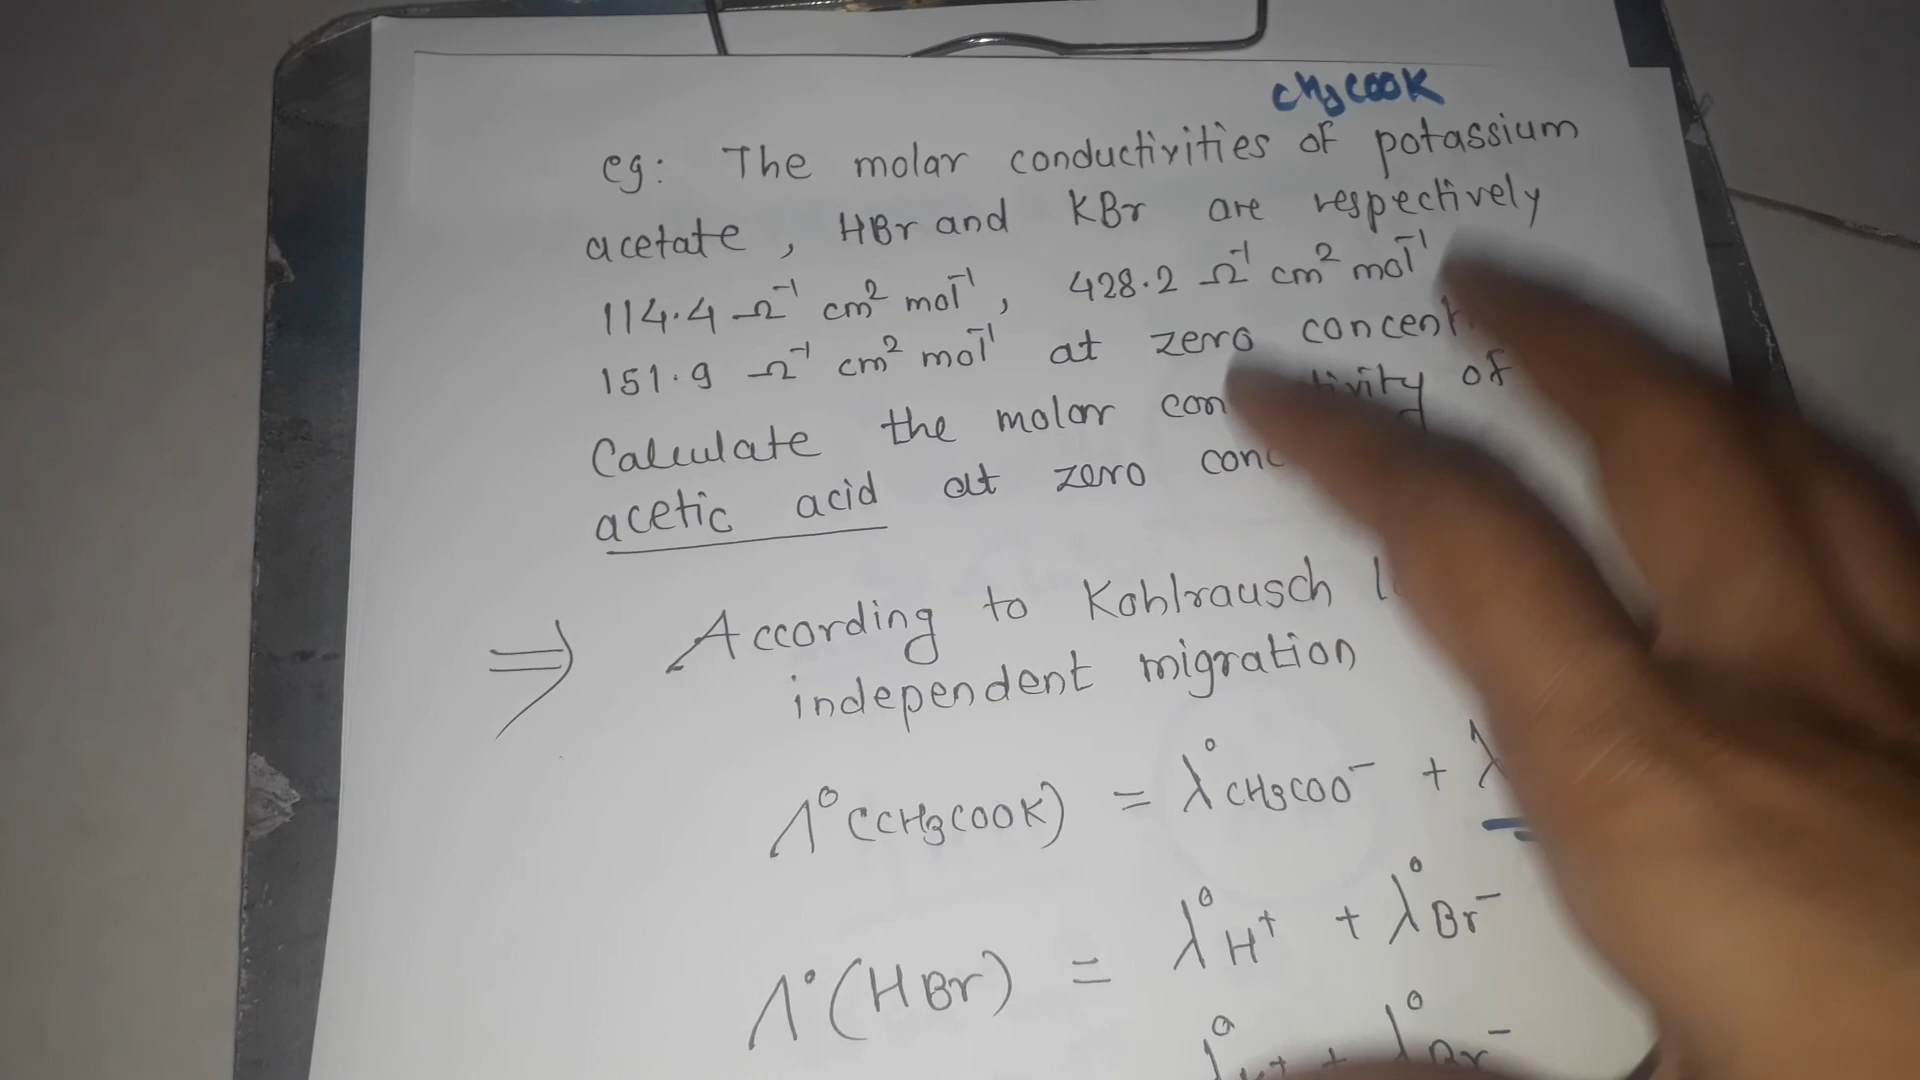 CH3COOK
eg: The molar conductivities of potassium
acetate, HBr and KBr are respectively
114.4 Ω⁻¹ cm² mol⁻¹, 428.2 Ω⁻¹ cm² mol⁻¹
151.9 Ω⁻¹ cm² mol⁻¹ at zero
Calculate the molar of
acetic acid at zero
⇒ According to Kohlrausch
independent migration
Λ° (CH3COOK) = λ° CH3COO⁻ + λ
Λ° (HBr) = λ° H⁺ + λ° Br⁻
+ λ° Br⁻